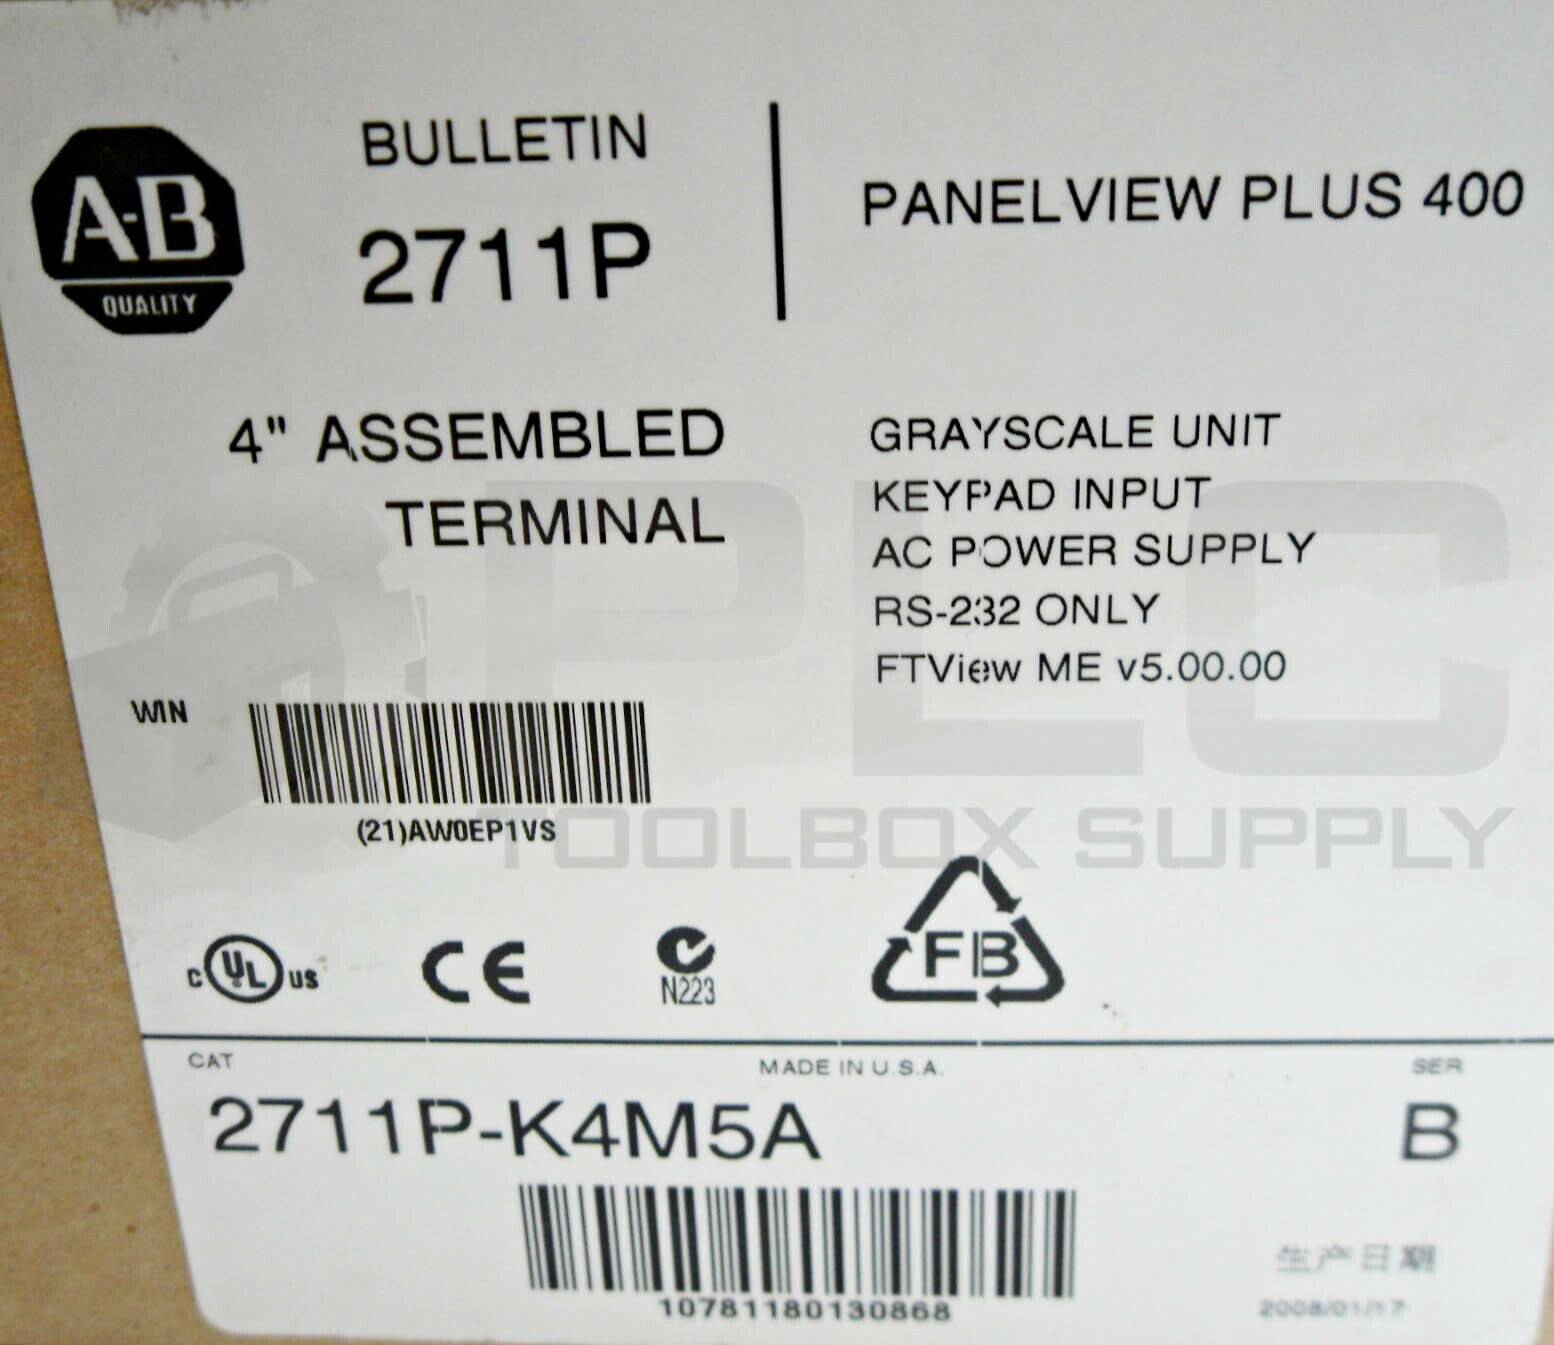 A-B
QUALITY
BULLETIN
2711P
PANELVIEW PLUS 400
4" ASSEMBLED
TERMINAL
GRAYSCALE UNIT
KEYPAD INPUT
AC POWER SUPPLY
RS-232 ONLY
FTView ME v5.00.00
WIN
(21)AW0EP1VS
PLC
TOOLBOX SUPPLY
c UL us
CE
N223
FB
CAT
MADE IN U.S.A.
SER
2711P-K4M5A
B
10781180130868
生产日期
2008/01/17